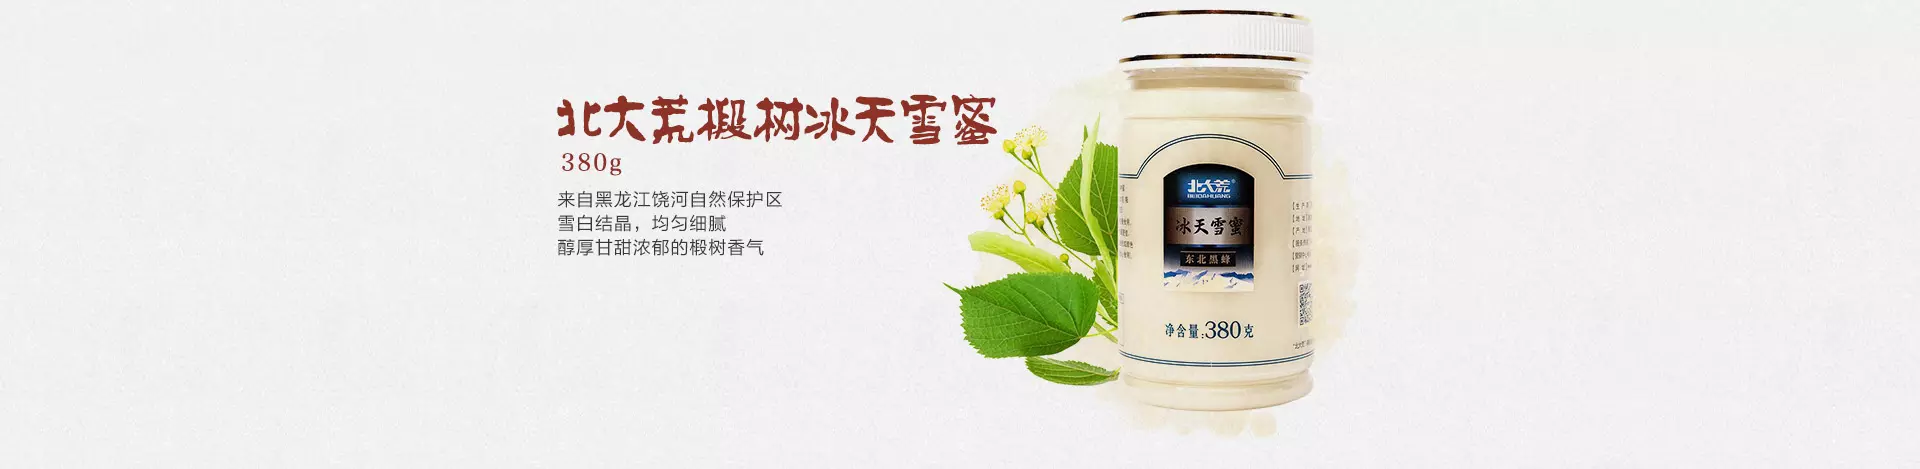 北大荒椴树冰天雪蜜
380g
来自黑龙江饶河自然保护区
雪白结晶，均匀细腻
醇厚甘甜浓郁的椴树香气
北大荒®
BEIDAHUANG
冰天雪蜜
东北黑蜂
净含量:380克